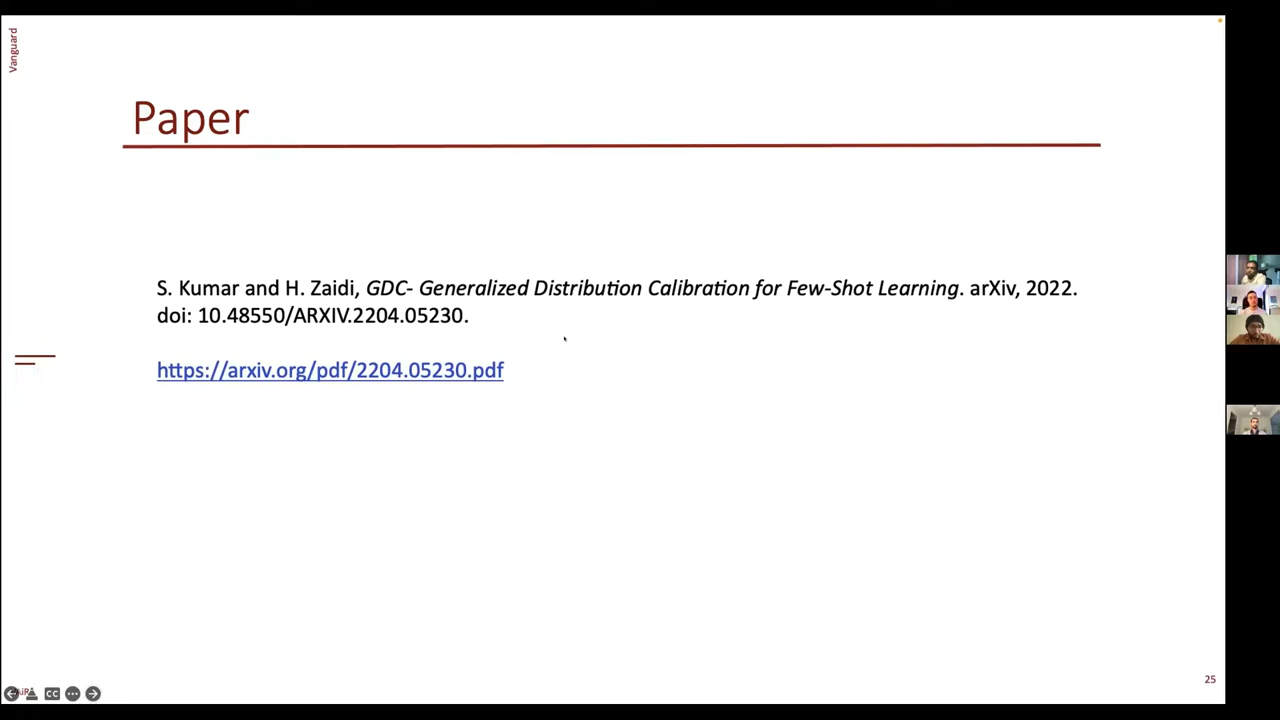 Vanguard
Paper
S. Kumar and H. Zaidi, GDC- Generalized Distribution Calibration for Few-Shot Learning. arXiv, 2022.
doi: 10.48550/ARXIV.2204.05230.
https://arxiv.org/pdf/2204.05230.pdf
CC
25